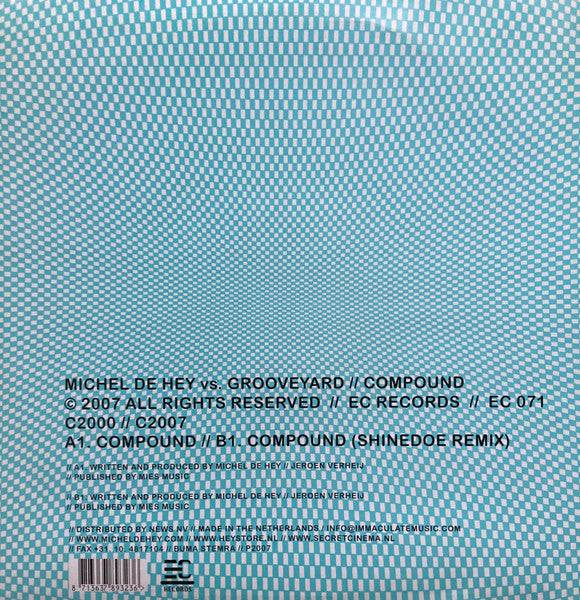 MICHEL DE HEY vs. GROOVEYARD // COMPOUND
© 2007 ALL RIGHTS RESERVED // EC RECORDS // EC 071
C2000 // C2007
A1. COMPOUND // B1. COMPOUND (SHINEDOE REMIX)
// A1. WRITTEN AND PRODUCED BY MICHEL DE HEY // JEROEN VERHEIJ
// PUBLISHED BY MIES MUSIC
// B1. WRITTEN AND PRODUCED BY MICHEL DE HEY // JEROEN VERHEIJ
// PUBLISHED BY MIES MUSIC
// DISTRIBUTED BY NEWS.NV // MADE IN THE NETHERLANDS / INFO@IMMACULATEMUSIC.COM
// WWW.MICHELDEHEY.COM // WWW.HEYSTORE.NL // WWW.SECRETCINEMA.NL
// FAX +31. 10. 4817104 // BUMA STEMRA // P2007
EC
RECORDS
8 713637 893236